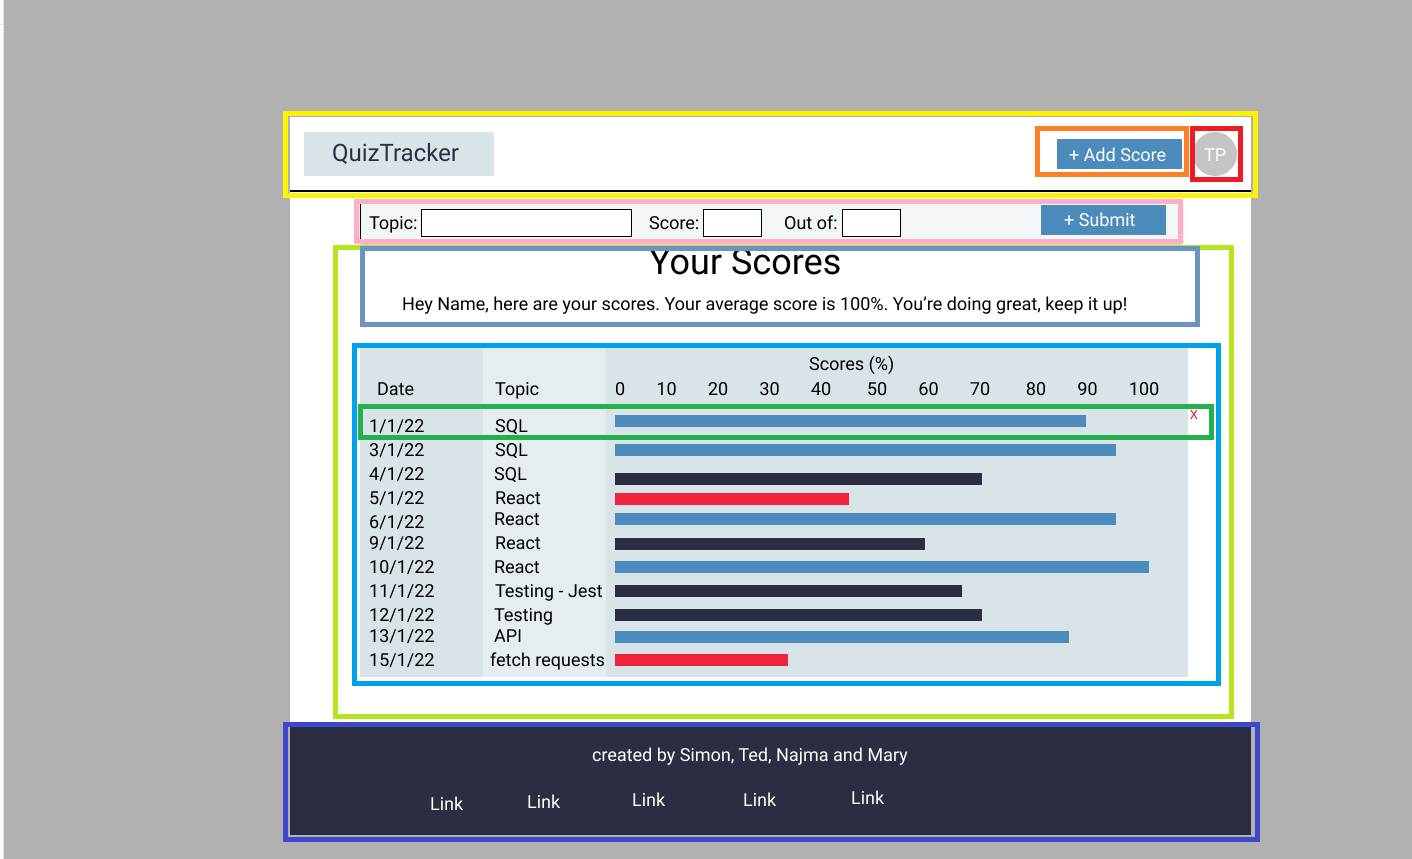 QuizTracker + Add Score TP
Topic: Score: Out of: + Submit
Your Scores
Hey Name, here are your scores. Your average score is 100%. You’re doing great, keep it up!
Scores (%)
Date Topic 0 10 20 30 40 50 60 70 80 90 100
1/1/22 SQL x
3/1/22 SQL
4/1/22 SQL
5/1/22 React
6/1/22 React
9/1/22 React
10/1/22 React
11/1/22 Testing - Jest
12/1/22 Testing
13/1/22 API
15/1/22 fetch requests
created by Simon, Ted, Najma and Mary
Link Link Link Link Link